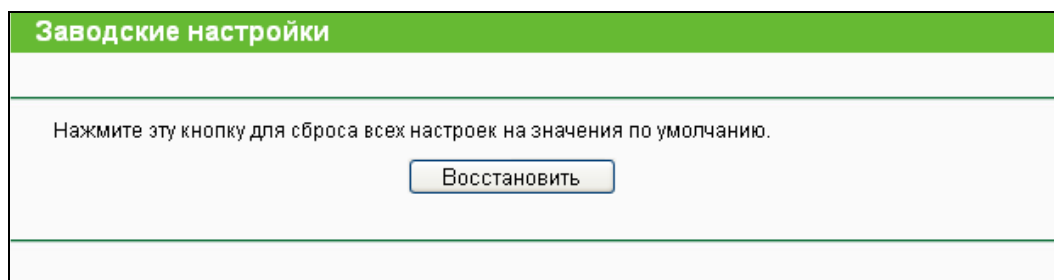 Заводские настройки
Нажмите эту кнопку для сброса всех настроек на значения по умолчанию.
Восстановить